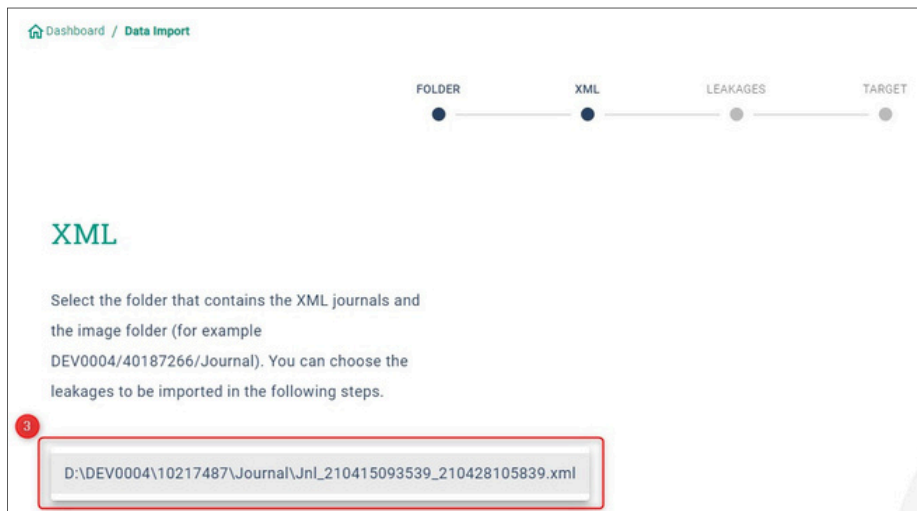 Dashboard / Data Import
FOLDER XML LEAKAGES TARGET
XML
Select the folder that contains the XML journals and
the image folder (for example
DEV0004/40187266/Journal). You can choose the
leakages to be imported in the following steps.
3
D:\DEV0004\10217487\Journal\Jnl_210415093539_210428105839.xml